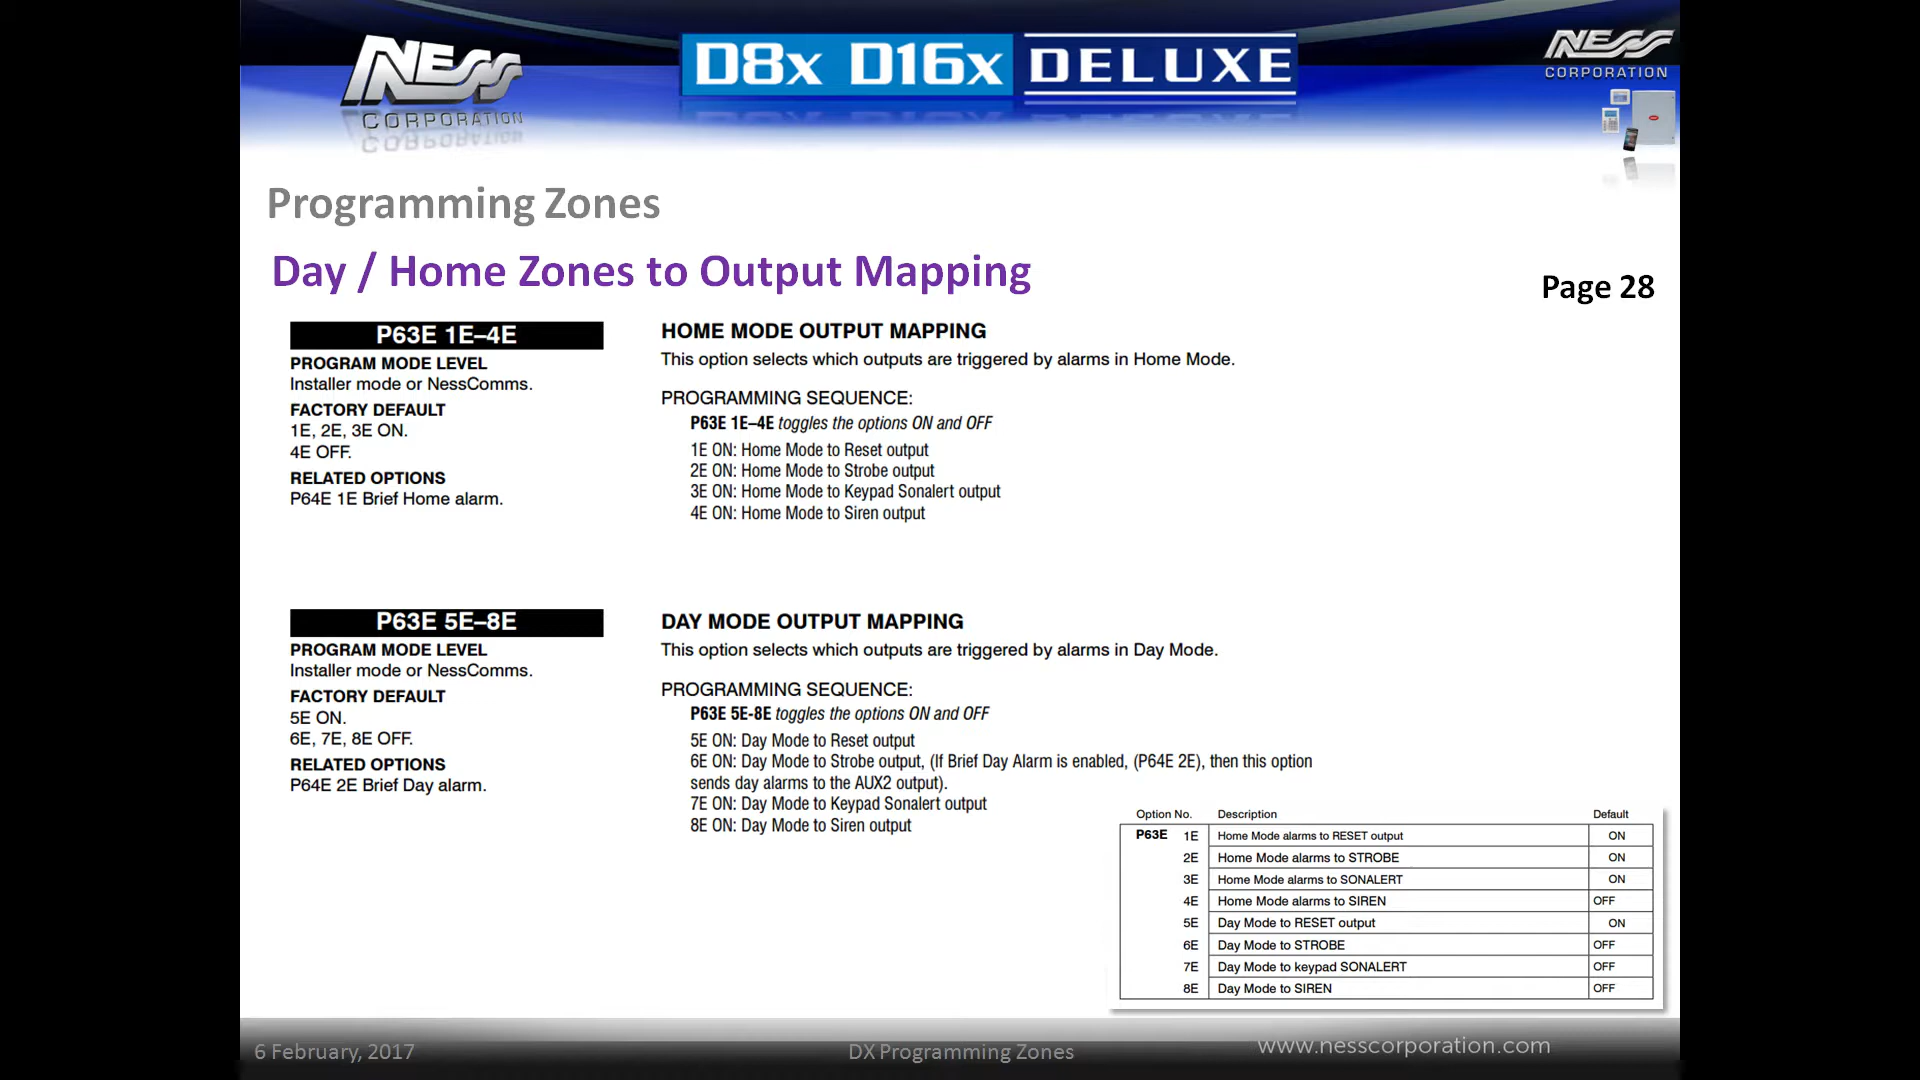 NESS
CORPORATION
D8x D16x DELUXE
NESS
CORPORATION
Programming Zones
Day / Home Zones to Output Mapping
Page 28
P63E 1E–4E
PROGRAM MODE LEVEL
Installer mode or NessComms.
FACTORY DEFAULT
1E, 2E, 3E ON.
4E OFF.
RELATED OPTIONS
P64E 1E Brief Home alarm.
HOME MODE OUTPUT MAPPING
This option selects which outputs are triggered by alarms in Home Mode.
PROGRAMMING SEQUENCE:
P63E 1E–4E toggles the options ON and OFF
1E ON: Home Mode to Reset output
2E ON: Home Mode to Strobe output
3E ON: Home Mode to Keypad Sonalert output
4E ON: Home Mode to Siren output
P63E 5E–8E
PROGRAM MODE LEVEL
Installer mode or NessComms.
FACTORY DEFAULT
5E ON.
6E, 7E, 8E OFF.
RELATED OPTIONS
P64E 2E Brief Day alarm.
DAY MODE OUTPUT MAPPING
This option selects which outputs are triggered by alarms in Day Mode.
PROGRAMMING SEQUENCE:
P63E 5E-8E toggles the options ON and OFF
5E ON: Day Mode to Reset output
6E ON: Day Mode to Strobe output, (If Brief Day Alarm is enabled, (P64E 2E), then this option
sends day alarms to the AUX2 output).
7E ON: Day Mode to Keypad Sonalert output
8E ON: Day Mode to Siren output
Option No. Description Default
P63E 1E Home Mode alarms to RESET output ON
2E Home Mode alarms to STROBE ON
3E Home Mode alarms to SONALERT ON
4E Home Mode alarms to SIREN OFF
5E Day Mode to RESET output ON
6E Day Mode to STROBE OFF
7E Day Mode to keypad SONALERT OFF
8E Day Mode to SIREN OFF
6 February, 2017
DX Programming Zones
www.nesscorporation.com